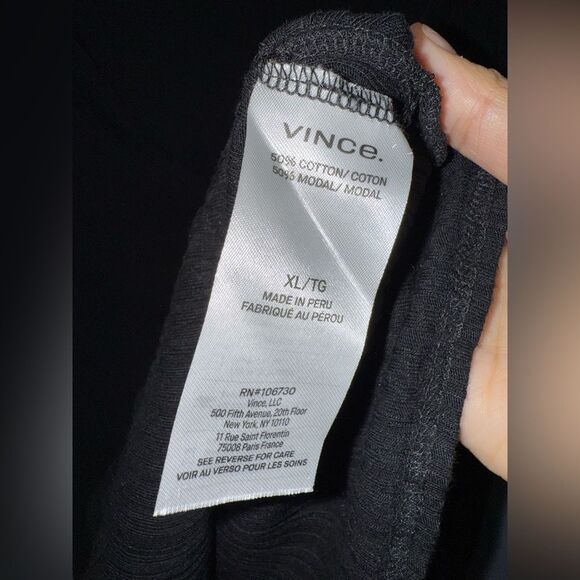 VINCE.
50% COTTON/ COTON
50% MODAL/ MODAL
XL/TG
MADE IN PERU
FABRIQUÉ AU PÉROU
RN#106730
Vince, LLC
500 Fifth Avenue, 20th Floor
New York, NY 10110
11 Rue Saint Florentin
75008 Paris France
SEE REVERSE FOR CARE
VOIR AU VERSO POUR LES SOINS